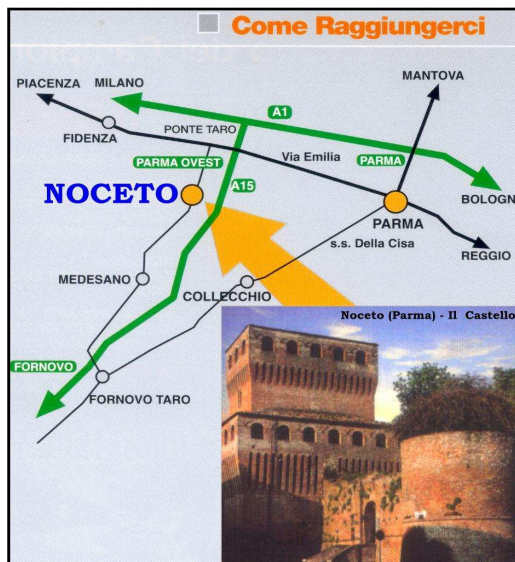 Come Raggiungerci
PIACENZA
MILANO
MANTOVA
A1
FIDENZA
PONTE TARO
PARMA OVEST
Via Emilia
PARMA
NOCETO
A15
BOLOGN
PARMA
s.s. Della Cisa
REGGIO
MEDESANO
COLLECCHIO
Noceto (Parma) - Il Castello
FORNOVO
FORNOVO TARO